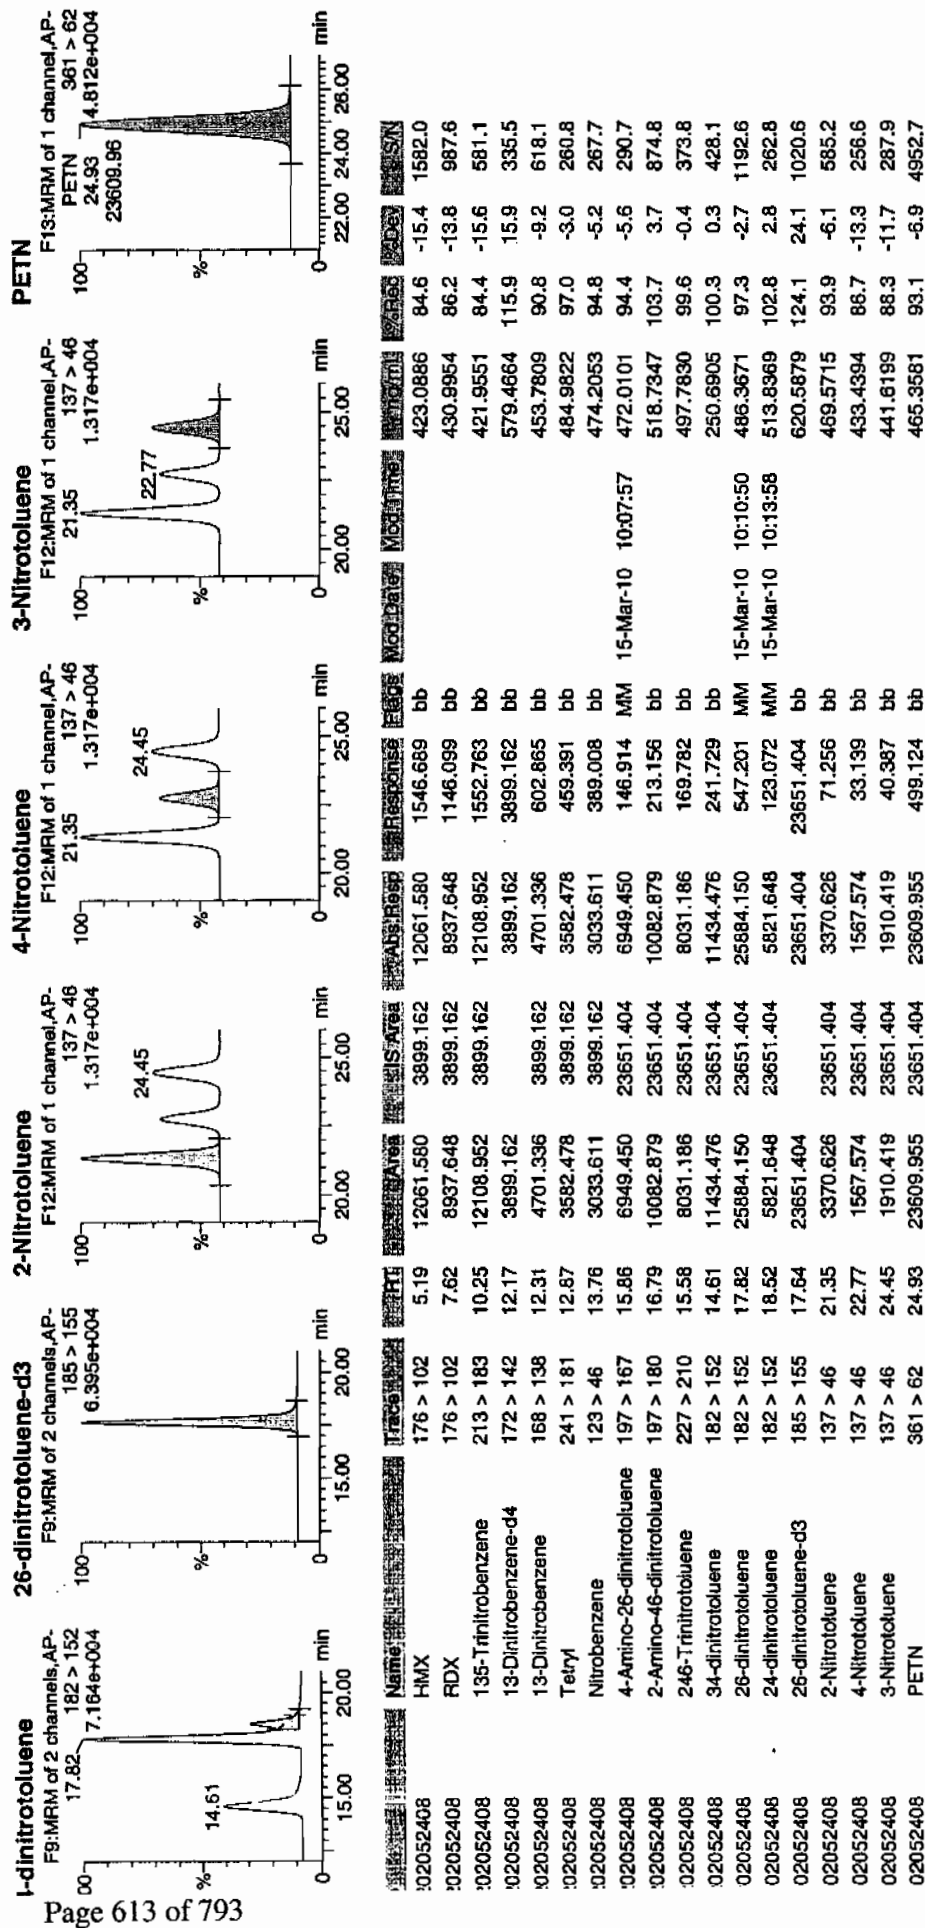 1-dinitrotoluene
F9:MRM of 2 channels,AP-
17.82 182 > 152
7.164e+004
14.61
00
%
0
15.00 20.00 min
26-dinitrotoluene-d3
F9:MRM of 2 channels,AP-
185 > 155
6.395e+004
100
%
0
15.00 20.00 min
2-Nitrotoluene
F12:MRM of 1 channel,AP-
137 > 46
1.317e+004
24.45
100
%
0
20.00 25.00 min
4-Nitrotoluene
F12:MRM of 1 channel,AP-
21.35 137 > 46
1.317e+004
24.45
100
%
0
20.00 25.00 min
3-Nitrotoluene
F12:MRM of 1 channel,AP-
21.35 137 > 46
1.317e+004
22.77
100
%
0
20.00 25.00 min
PETN
F13:MRM of 1 channel,AP-
PETN 361 > 62
24.93 4.812e+004
23609.96
100
%
0
22.00 24.00 26.00 min
Name Trace RT Area IS Area Abs.Resp Response Flags Mod.Date Mod.Time ng/ml %Rec %Dev S/N
02052408 HMX 176 > 102 5.19 12061.580 3899.162 12061.580 1546.689 bb 423.0886 84.6 -15.4 1582.0
02052408 RDX 176 > 102 7.62 8937.648 3899.162 8937.648 1146.099 bb 430.9954 86.2 -13.8 987.6
02052408 135-Trinitrobenzene 213 > 183 10.25 12108.952 3899.162 12108.952 1552.763 bb 421.9551 84.4 -15.6 581.1
02052408 13-Dinitrobenzene-d4 172 > 142 12.17 3899.162 3899.162 3899.162 bb 579.4664 115.9 15.9 335.5
02052408 13-Dinitrobenzene 168 > 138 12.31 4701.336 3899.162 4701.336 602.865 bb 453.7809 90.8 -9.2 618.1
02052408 Tetryl 241 > 181 12.87 3582.478 3899.162 3582.478 459.391 bb 484.9822 97.0 -3.0 260.8
02052408 Nitrobenzene 123 > 46 13.76 3033.611 3899.162 3033.611 389.008 bb 474.2053 94.8 -5.2 267.7
02052408 4-Amino-26-dinitrotoluene 197 > 167 15.86 6949.450 23651.404 6949.450 146.914 MM 15-Mar-10 10:07:57 472.0101 94.4 -5.6 290.7
02052408 2-Amino-46-dinitrotoluene 197 > 180 16.79 10082.879 23651.404 10082.879 213.156 bb 518.7347 103.7 3.7 874.8
02052408 246-Trinitrotoluene 227 > 210 15.58 8031.186 23651.404 8031.186 169.782 bb 497.7830 99.6 -0.4 373.8
02052408 34-dinitrotoluene 182 > 152 14.61 11434.476 23651.404 11434.476 241.729 bb 250.6905 100.3 0.3 428.1
02052408 26-dinitrotoluene 182 > 152 17.82 25884.150 23651.404 25884.150 547.201 MM 15-Mar-10 10:10:50 486.3671 97.3 -2.7 1192.6
02052408 24-dinitrotoluene 182 > 152 18.52 5821.648 23651.404 5821.648 123.072 MM 15-Mar-10 10:13:58 513.8369 102.8 2.8 262.8
02052408 26-dinitrotoluene-d3 185 > 155 17.64 23651.404 23651.404 23651.404 bb 620.5879 124.1 24.1 1020.6
02052408 2-Nitrotoluene 137 > 46 21.35 3370.626 23651.404 3370.626 71.256 bb 469.5715 93.9 -6.1 585.2
02052408 4-Nitrotoluene 137 > 46 22.77 1567.574 23651.404 1567.574 33.139 bb 433.4394 86.7 -13.3 256.6
02052408 3-Nitrotoluene 137 > 46 24.45 1910.419 23651.404 1910.419 40.387 bb 441.6199 88.3 -11.7 287.9
02052408 PETN 361 > 62 24.93 23609.955 23651.404 23609.955 499.124 bb 465.3581 93.1 -6.9 4952.7
Page 613 of 793